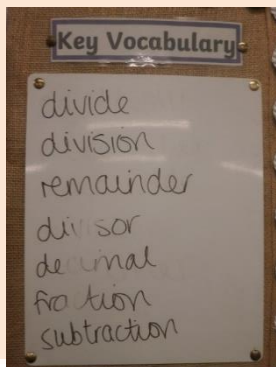 Key Vocabulary
divide
division
remainder
divisor
decimal
fraction
subtraction